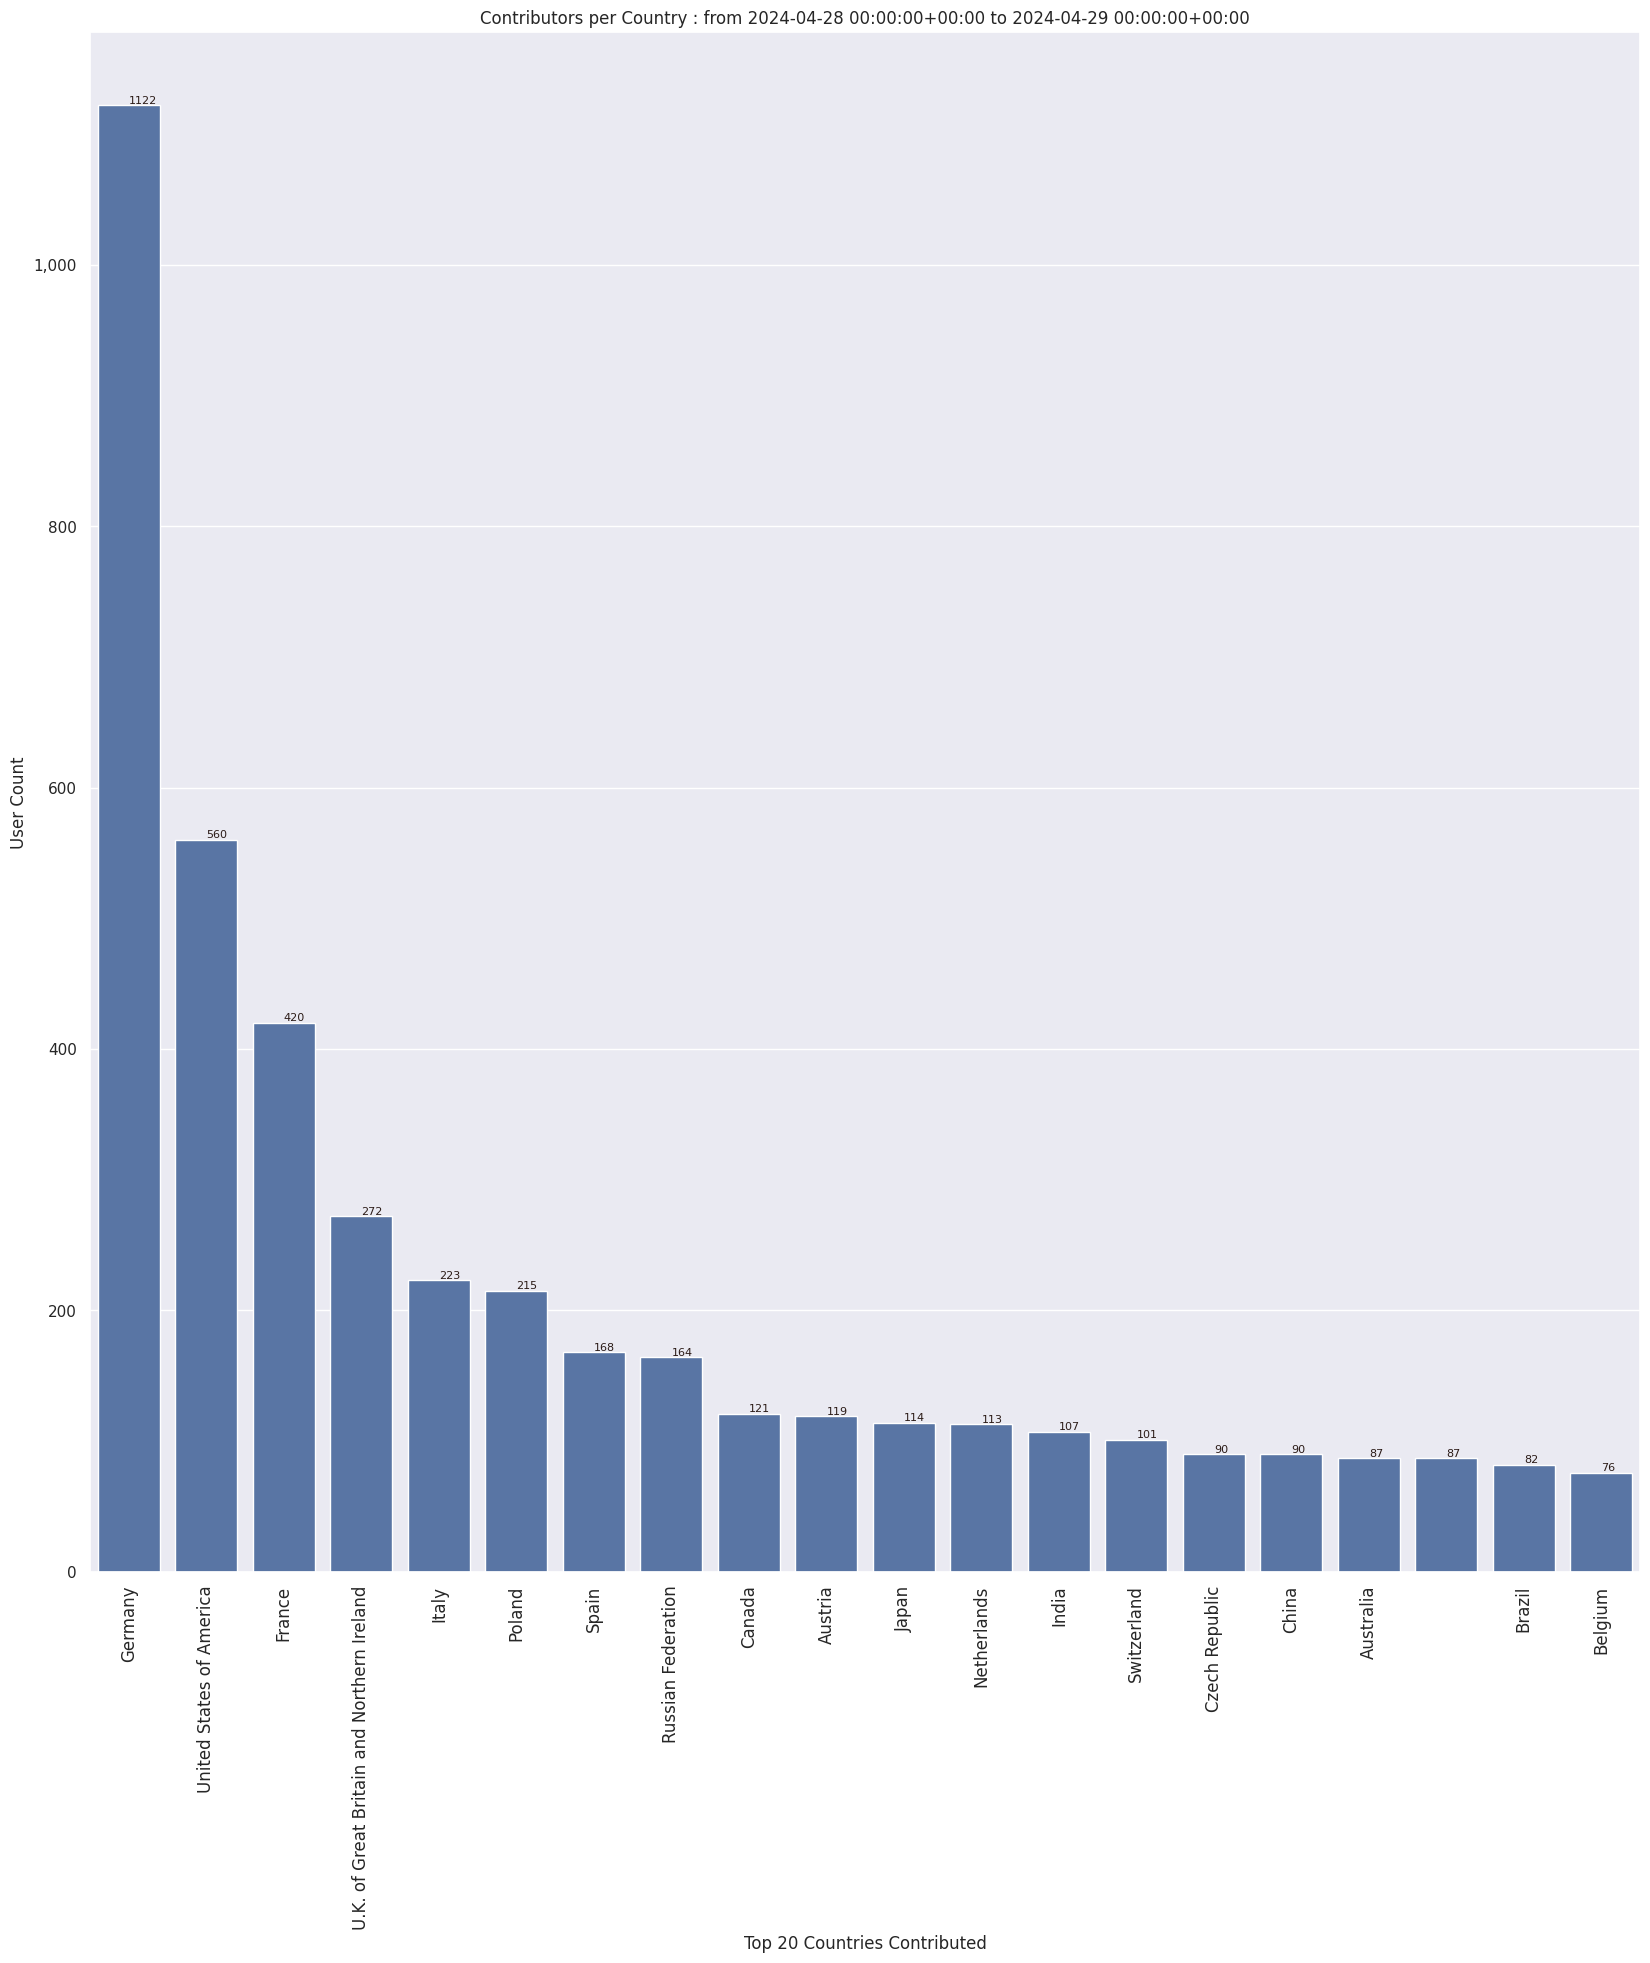 Contributors per Country : from 2024-04-28 00:00:00+00:00 to 2024-04-29 00:00:00+00:00
User Count
1,000
800
600
400
200
0
1122
560
420
272
223
215
168
164
121
119
114
113
107
101
90
90
87
87
82
76
Germany
United States of America
France
U.K. of Great Britain and Northern Ireland
Italy
Poland
Spain
Russian Federation
Canada
Austria
Japan
Netherlands
India
Switzerland
Czech Republic
China
Australia
Brazil
Belgium
Top 20 Countries Contributed